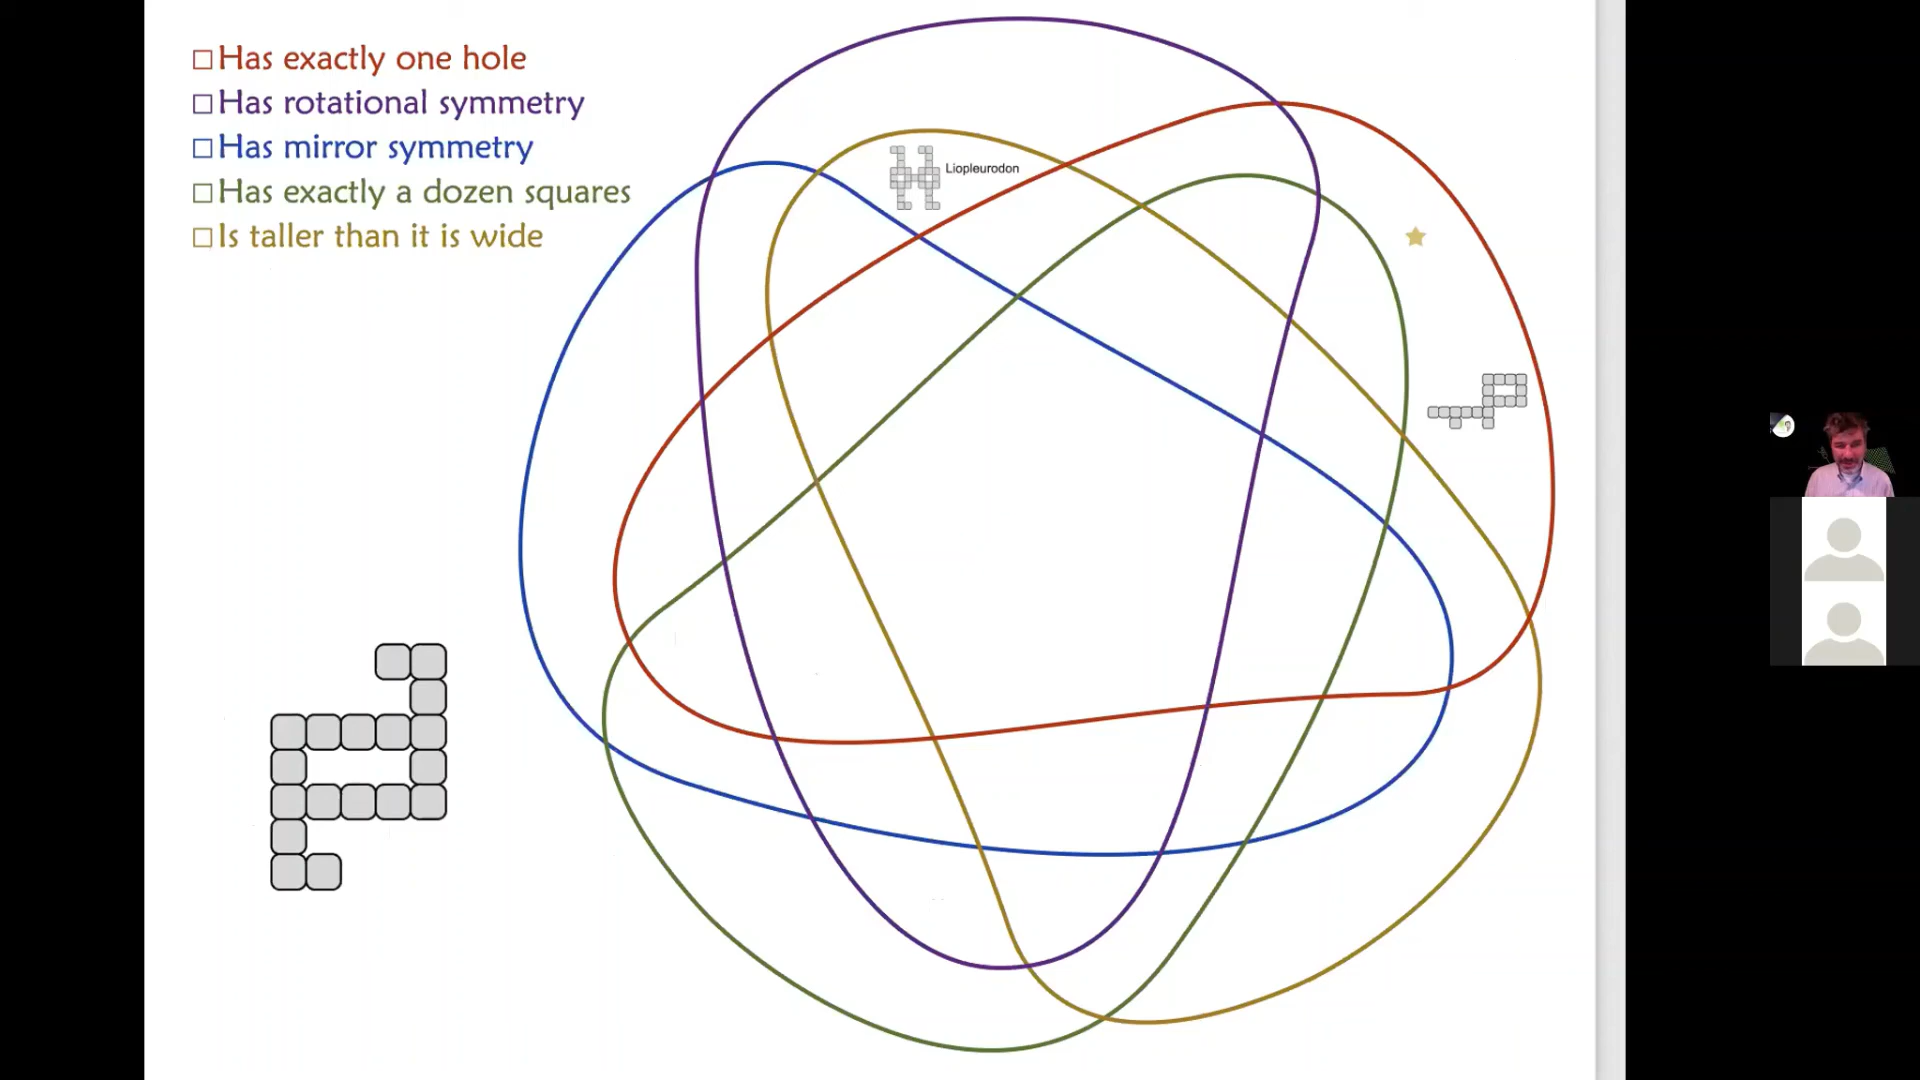 Has exactly one hole
Has rotational symmetry
Has mirror symmetry
Has exactly a dozen squares
Is taller than it is wide
Liopleurodon